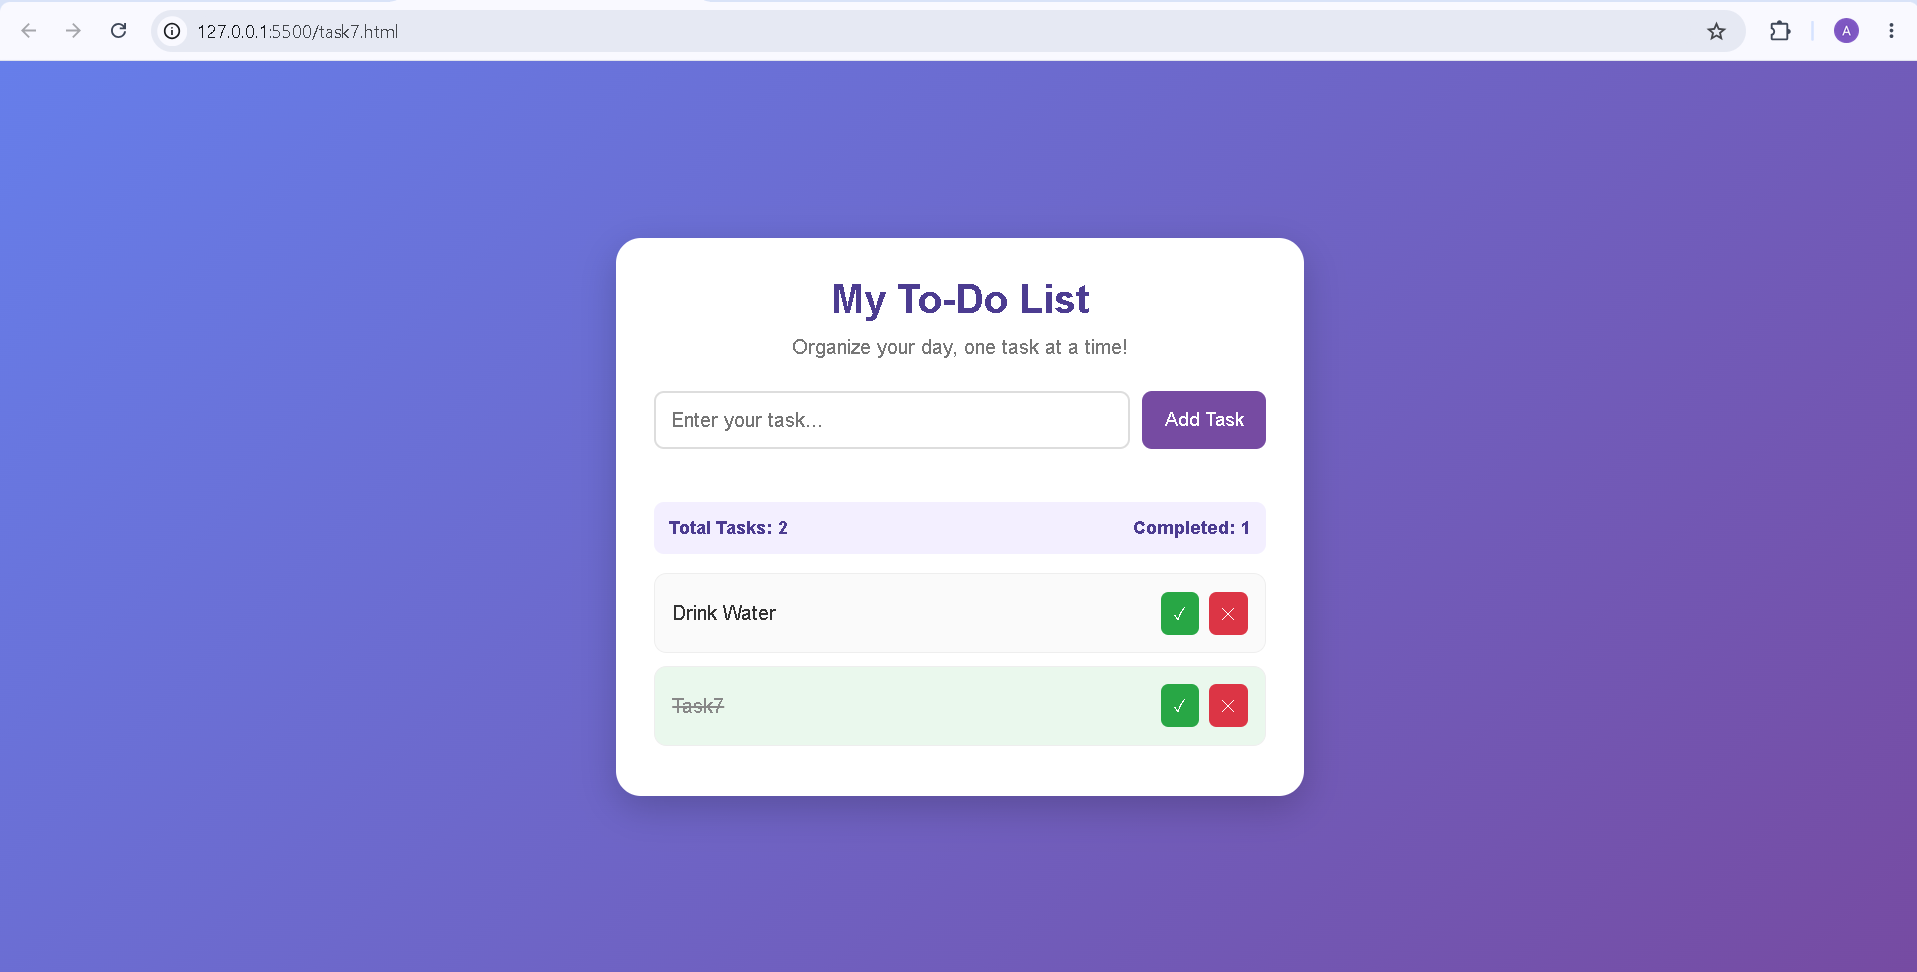 127.0.0.1:5500/task7.html
A
My To-Do List
Organize your day, one task at a time!
Enter your task...
Add Task
Total Tasks: 2
Completed: 1
Drink Water
✓
✕
Task7
✓
✕